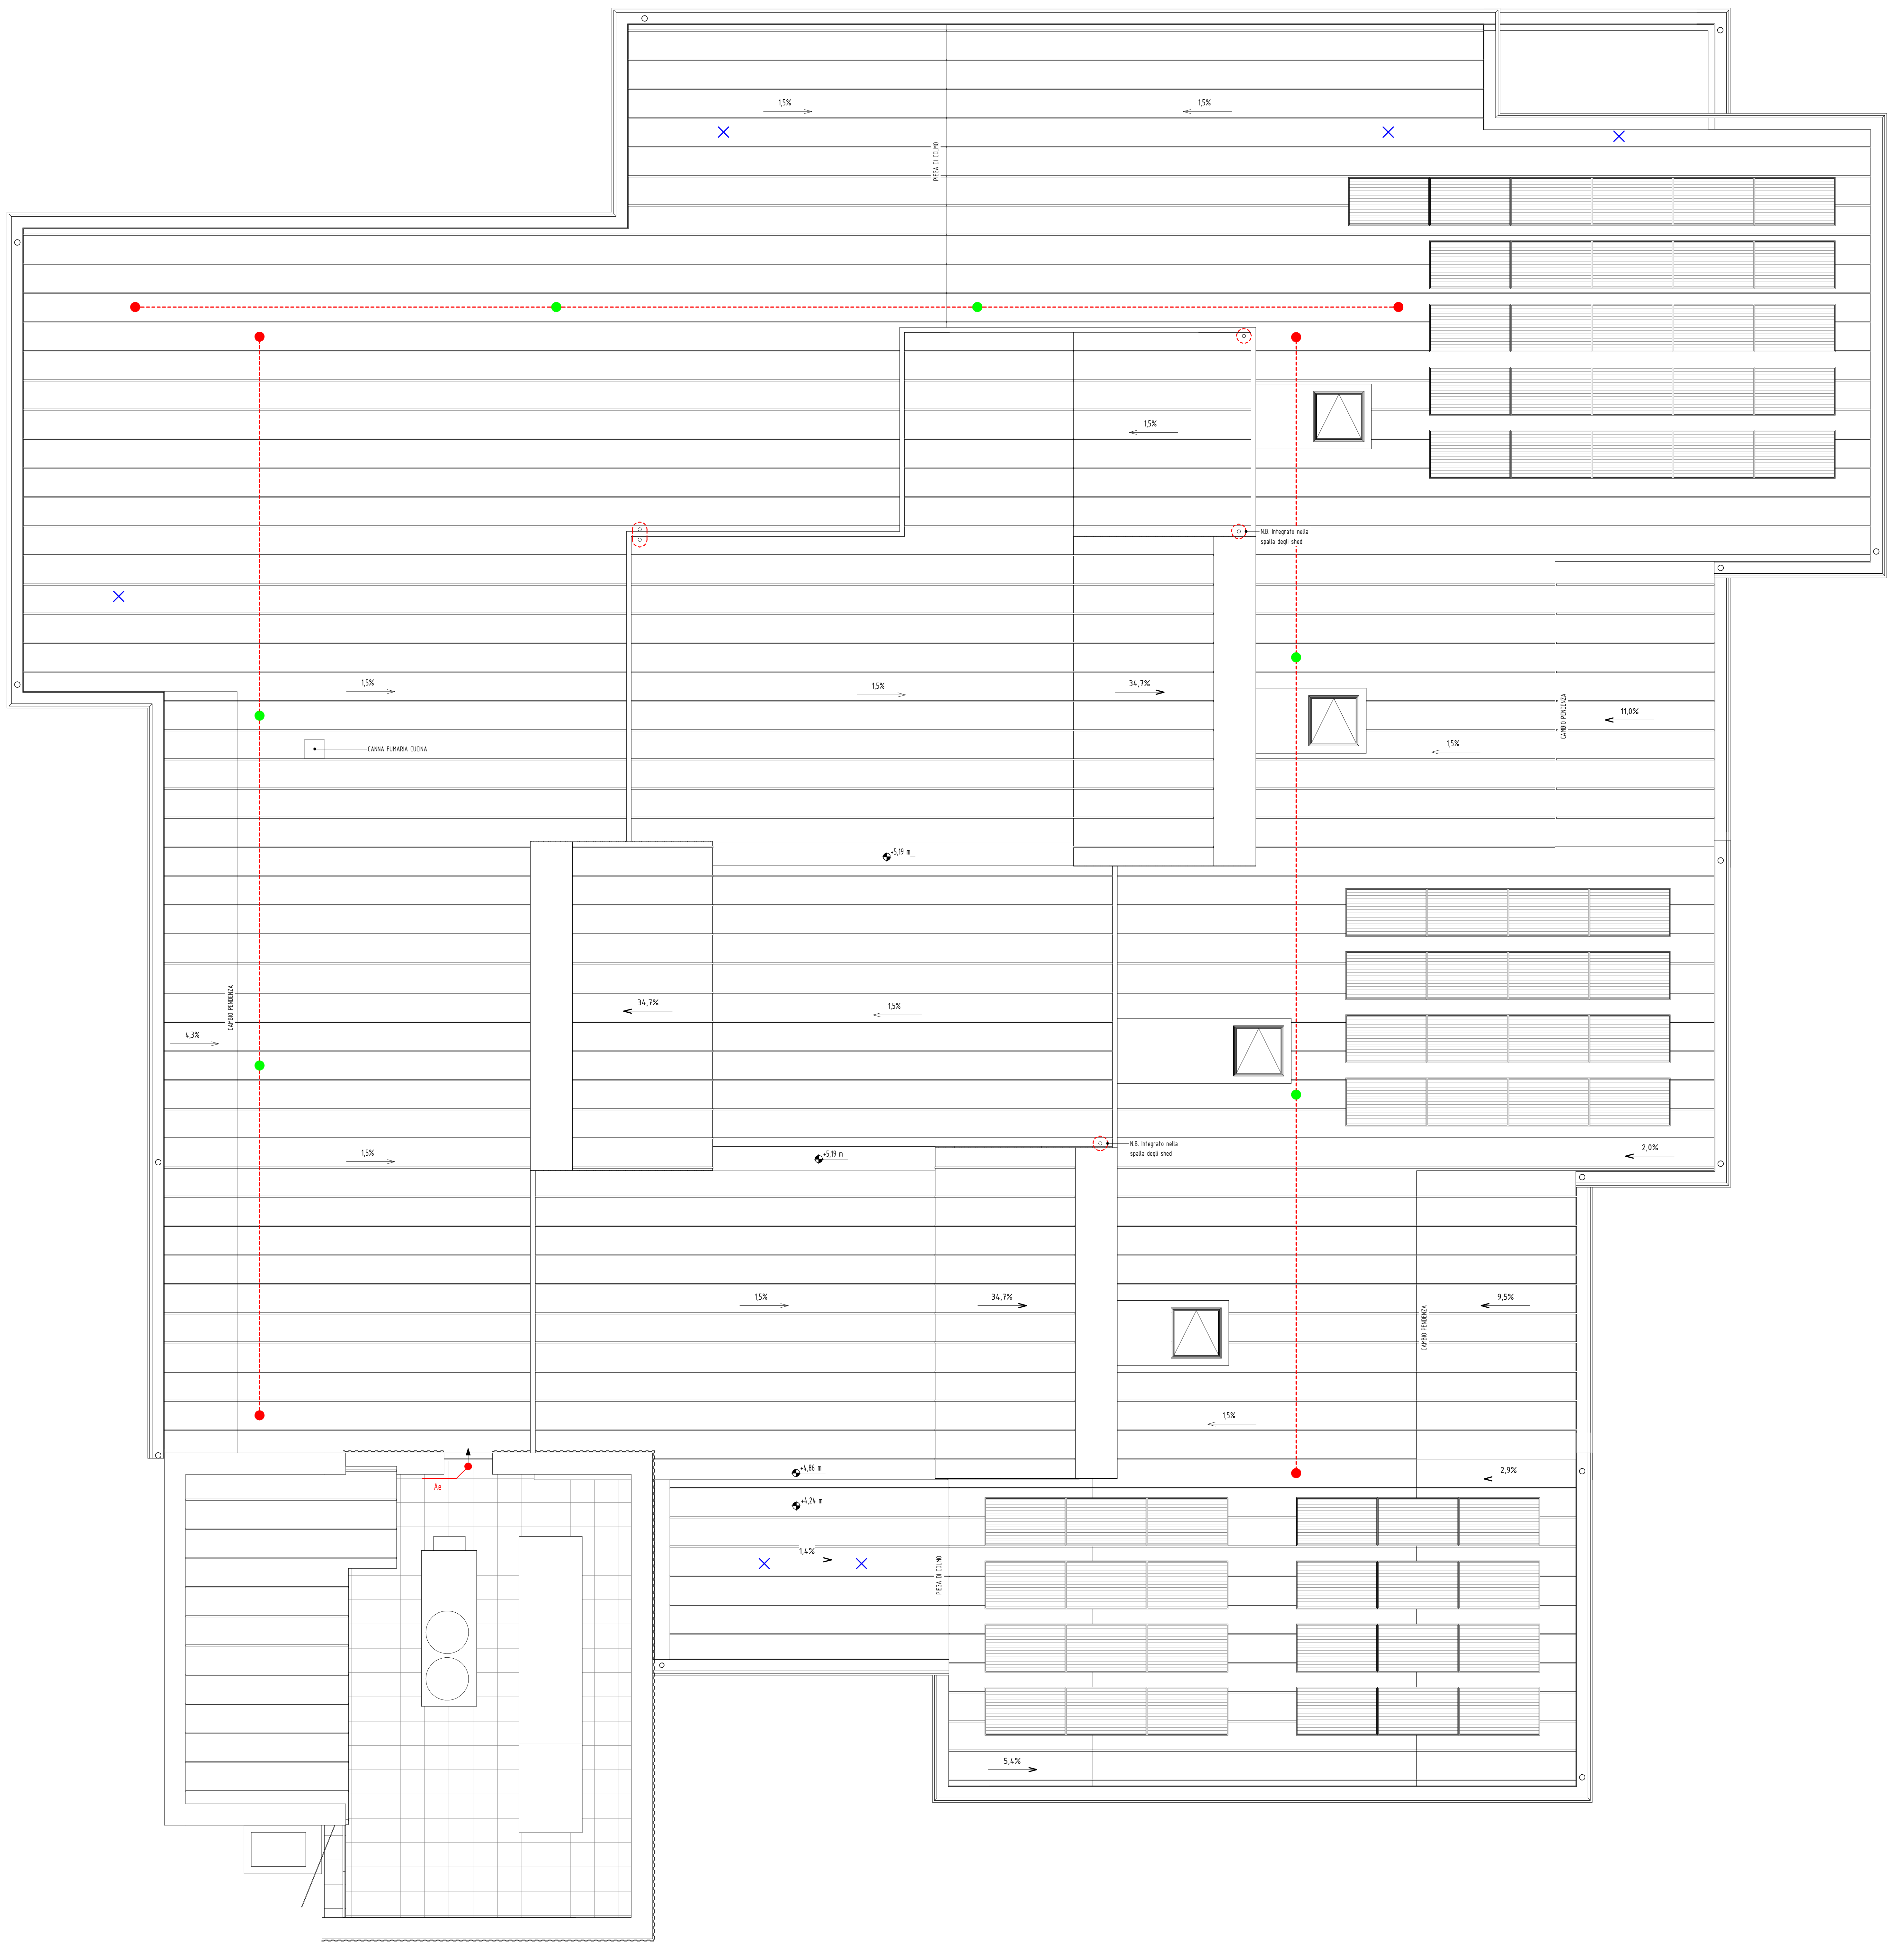 1,5%
1,5%
PIEGA DI COLMO
1,5%
N.B. Integrato nella
spalla degli shed
1,5%
1,5%
34,7%
CAMBIO PENDENZA
11,0%
1,5%
CANNA FUMARIA CUCINA
+5,19 m
34,7%
1,5%
CAMBIO PENDENZA
4,3%
N.B. Integrato nella
spalla degli shed
1,5%
+5,19 m
2,0%
1,5%
34,7%
CAMBIO PENDENZA
9,5%
1,5%
+4,86 m
2,9%
Ae
+4,24 m
1,4%
PIEGA DI COLMO
5,4%